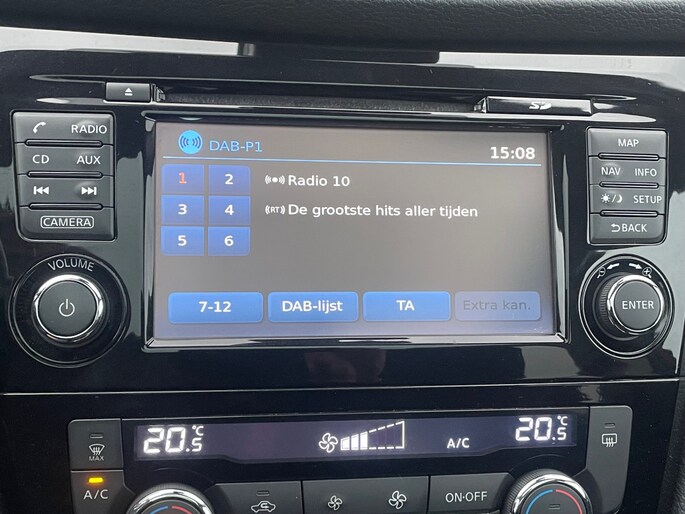 RADIO
CD AUX
CAMERA
VOLUME
SD
DAB-P1
15:08
1 2 Radio 10
3 4 (RT) De grootste hits aller tijden
5 6
7-12 DAB-lijst TA Extra kan.
MAP
NAV INFO
SETUP
BACK
ENTER
20.5 °C
A/C
20.5 °C
MAX
A/C
ON·OFF